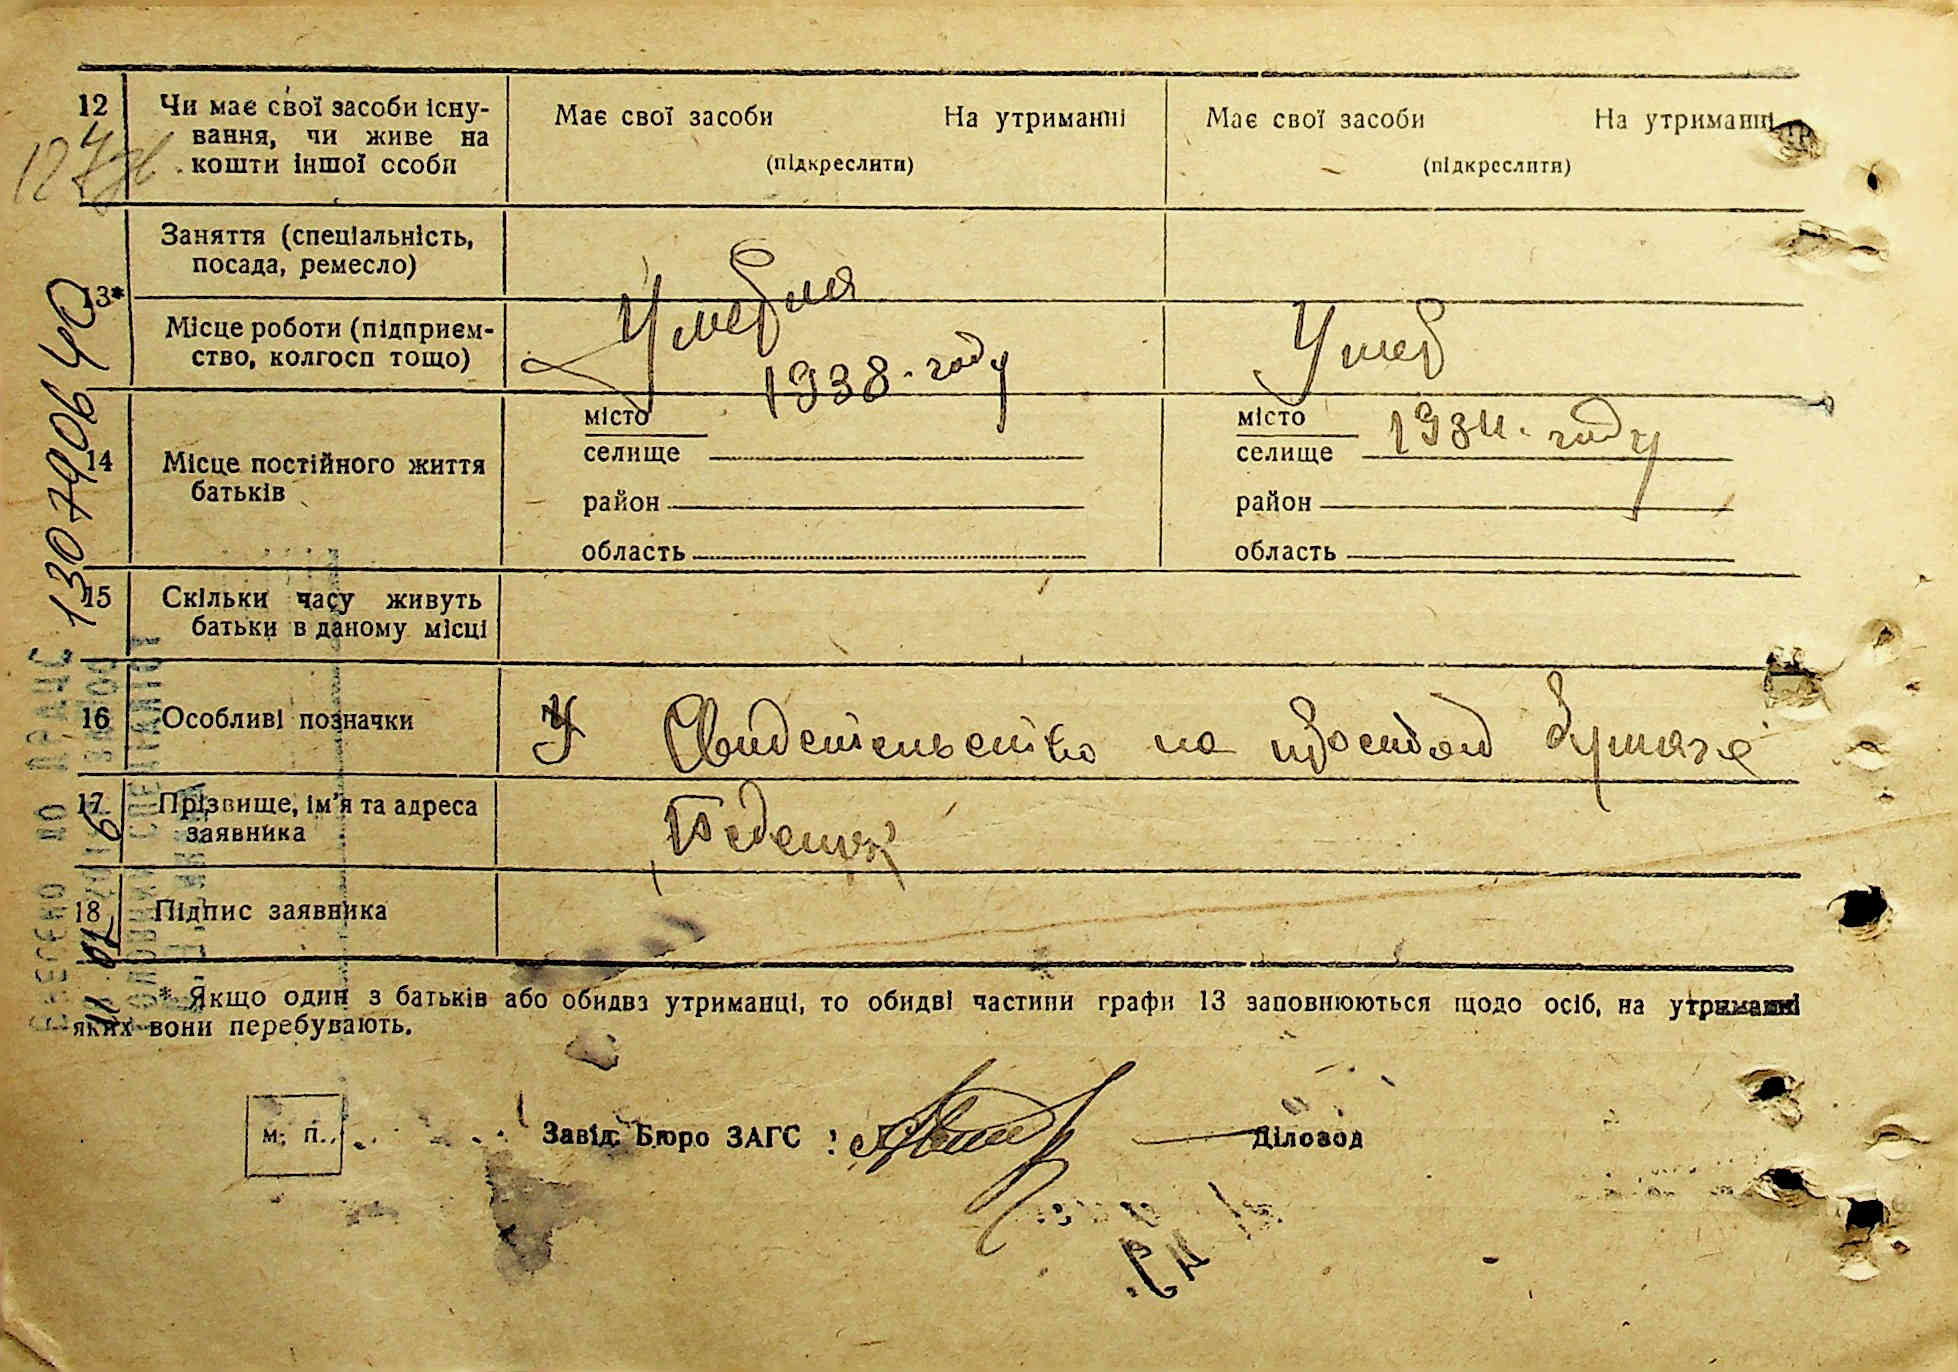 12
Чи має свої засоби існу-
вання, чи живе на
кошти іншої ссоби
Має свої засоби На утриманні
(підкреслити)
Має свої засоби На утриманні
(підкреслити)
13*
Заняття (спеціальність,
посада, ремесло)
Місце роботи (підприєм-
ство, колгосп тощо)
Умерла
1938. году
Умер
1934. году
14
Місце постійного життя
батьків
місто
селище
район
область
місто
селище
район
область
15
Скільки часу живуть
батьки в даному місці
16
Особливі позначки
Свидетельство на простой бумаге
17
Прізвище, ім'я та адреса
заявника
18
Підпис заявника
* Якщо один з батьків або обидва утриманці, то обидві частини графи 13 заповнюються щодо осіб, на утриманні
яких вони перебувають.
М. П.
Завід. Бюро ЗАГС
Діловод